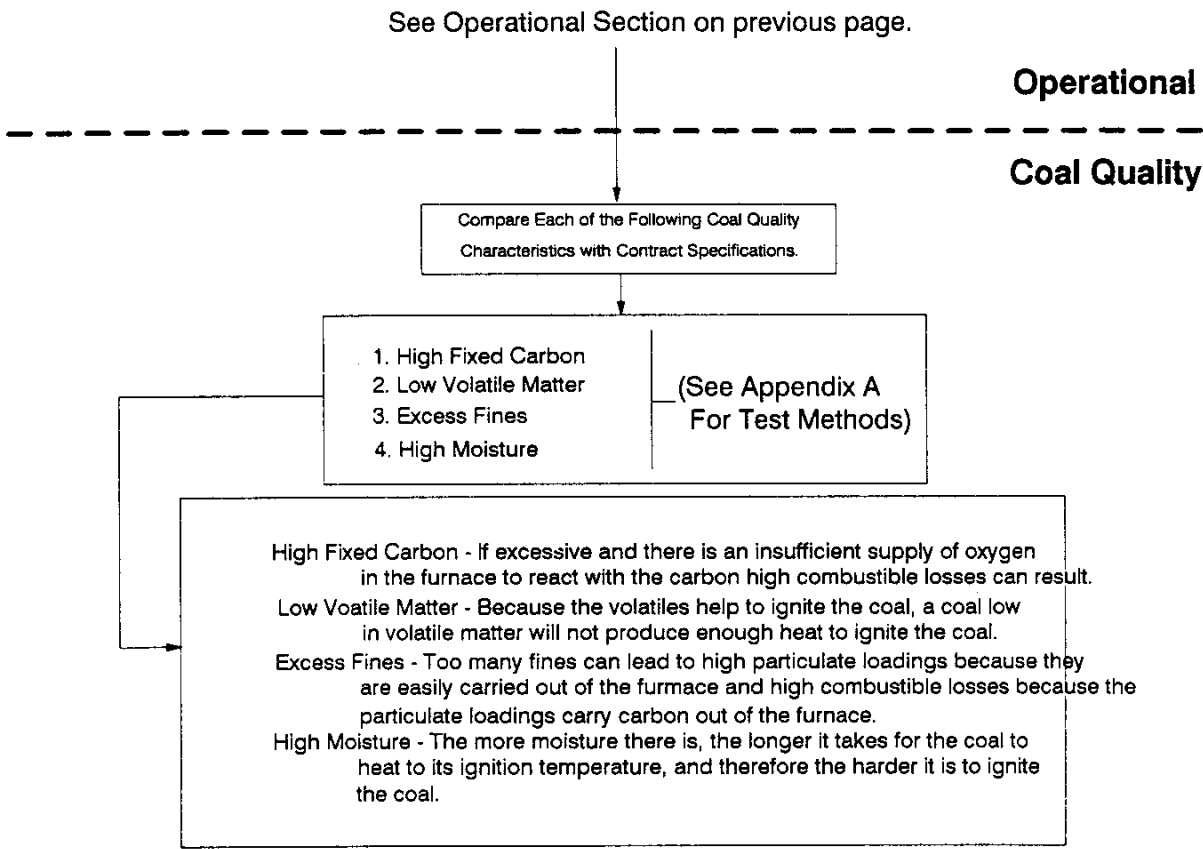 See Operational Section on previous page.
Operational
Coal Quality
Compare Each of the Following Coal Quality
Characteristics with Contract Specifications.
1. High Fixed Carbon
2. Low Volatile Matter
3. Excess Fines
4. High Moisture
(See Appendix A
For Test Methods)
High Fixed Carbon - If excessive and there is an insufficient supply of oxygen
in the furnace to react with the carbon high combustible losses can result.
Low Voatile Matter - Because the volatiles help to ignite the coal, a coal low
in volatile matter will not produce enough heat to ignite the coal.
Excess Fines - Too many fines can lead to high particulate loadings because they
are easily carried out of the furmace and high combustible losses because the
particulate loadings carry carbon out of the furnace.
High Moisture - The more moisture there is, the longer it takes for the coal to
heat to its ignition temperature, and therefore the harder it is to ignite
the coal.